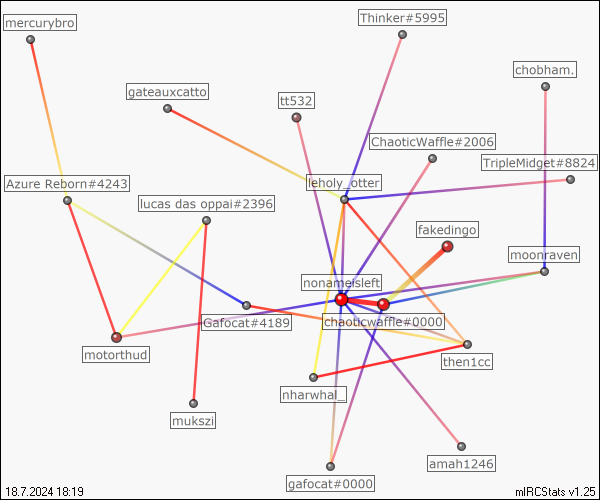 Thinker#5995
mercurybro
chobham.
gateauxcatto
tt532
ChaoticWaffle#2006
TripleMidget#8824
Azure Reborn#4243
leholy_otter
lucas das oppai#2396
fakedingo
moonraven
nonameisleft
Gafocat#4189
chaoticwaffle#0000
motorthud
then1cc
nharwhal_
mukszi
amah1246
gafocat#0000
18.7.2024 18:19
mIRCStats v1.25